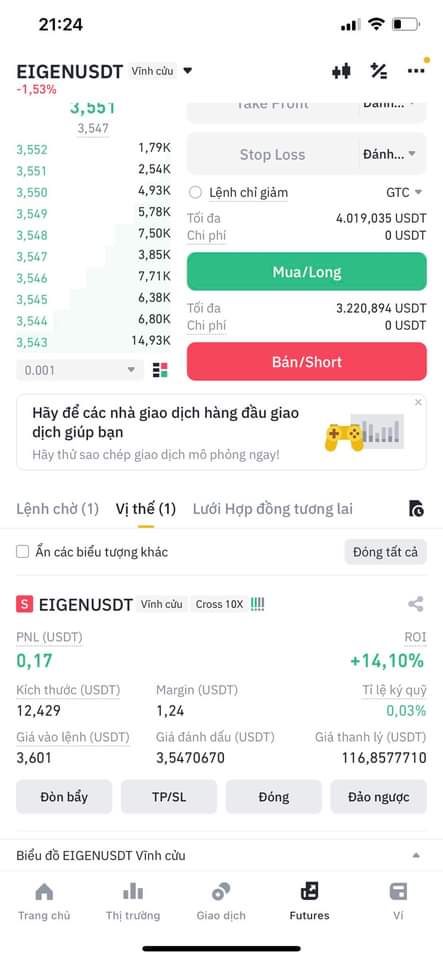 21:24
EIGENUSDT Vĩnh cửu
-1,53%
3,551
3,547
Take Profit Đánh...
3,552 1,79K
3,551 2,54K
3,550 4,93K
3,549 5,78K
3,548 7,50K
3,547 3,85K
3,546 7,71K
3,545 6,38K
3,544 6,80K
3,543 14,93K
0.001
Stop Loss Đánh...
Lệnh chỉ giảm GTC
Tối đa 4.019,035 USDT
Chi phí 0 USDT
Mua/Long
Tối đa 3.220,894 USDT
Chi phí 0 USDT
Bán/Short
Hãy để các nhà giao dịch hàng đầu giao
dịch giúp bạn
Hãy thử sao chép giao dịch mô phỏng ngay!
Lệnh chờ (1) Vị thế (1) Lưới Hợp đồng tương lai
Ẩn các biểu tượng khác Đóng tất cả
S EIGENUSDT Vĩnh cửu Cross 10X !!!!
PNL (USDT) ROI
0,17 +14,10%
Kích thước (USDT) Margin (USDT) Tỉ lệ ký quỹ
12,429 1,24 0,03%
Giá vào lệnh (USDT) Giá đánh dấu (USDT) Giá thanh lý (USDT)
3,601 3,5470670 116,8577710
Đòn bẩy TP/SL Đóng Đảo ngược
Biểu đồ EIGENUSDT Vĩnh cửu
Trang chủ Thị trường Giao dịch Futures Ví